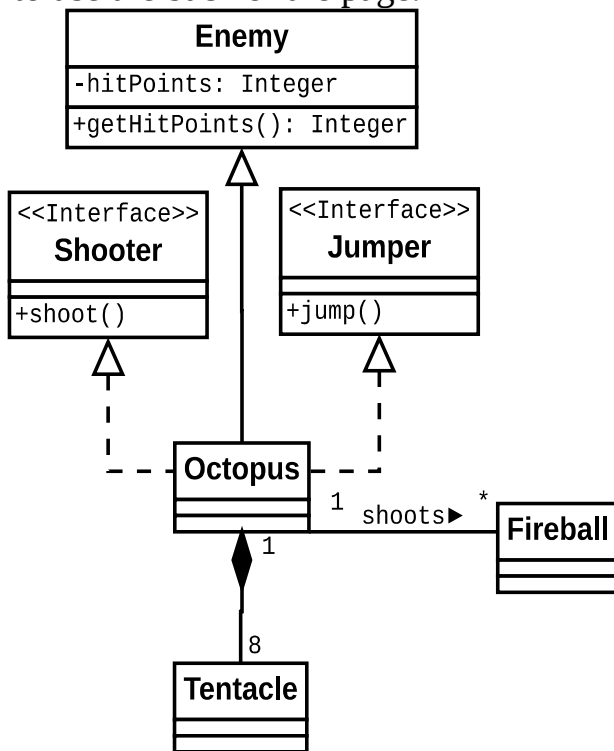 Enemy
-hitPoints: Integer
+getHitPoints(): Integer
<<Interface>>
Shooter
+shoot()
<<Interface>>
Jumper
+jump()
Octopus
1
shoots▶
*
Fireball
1
8
Tentacle